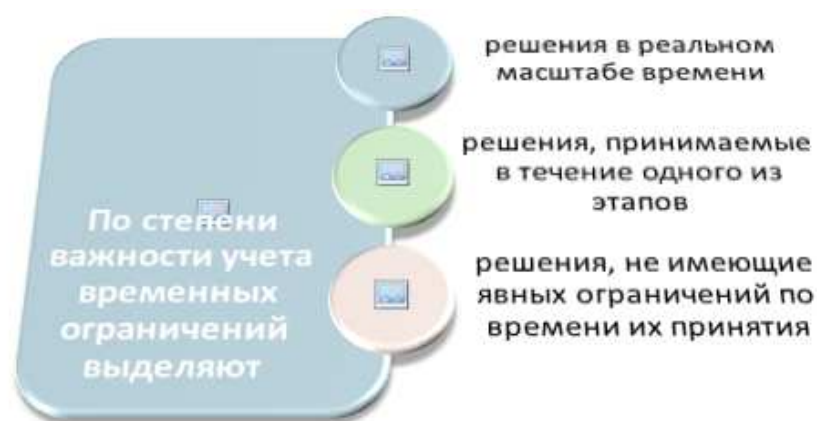 По степени
важности учета
временных
ограничений
выделяют
решения в реальном
масштабе времени
решения, принимаемые
в течение одного из
этапов
решения, не имеющие
явных ограничений по
времени их принятия